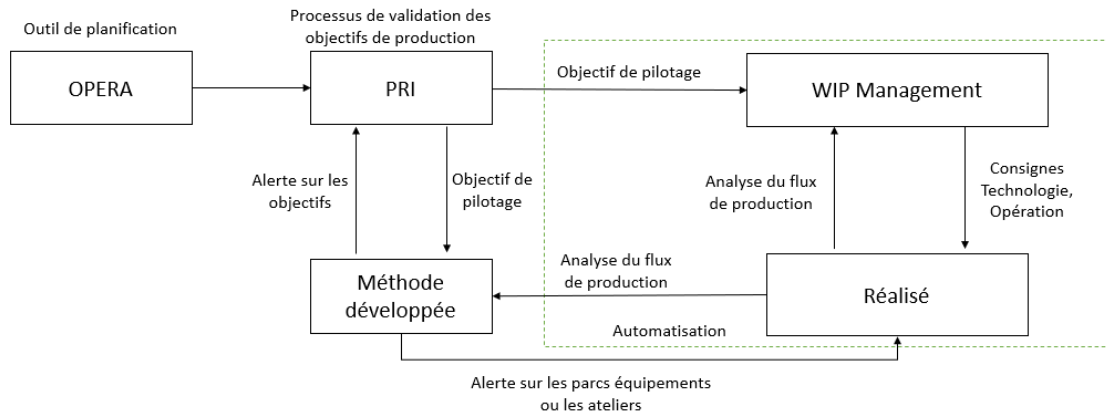 Outil de planification
Processus de validation des
objectifs de production
OPERA
PRI
Objectif de pilotage
WIP Management
Alerte sur les
objectifs
Objectif de
pilotage
Analyse du flux
de production
Consignes
Technologie,
Opération
Méthode
développée
Analyse du flux
de production
Réalisé
Automatisation
Alerte sur les parcs équipements
ou les ateliers